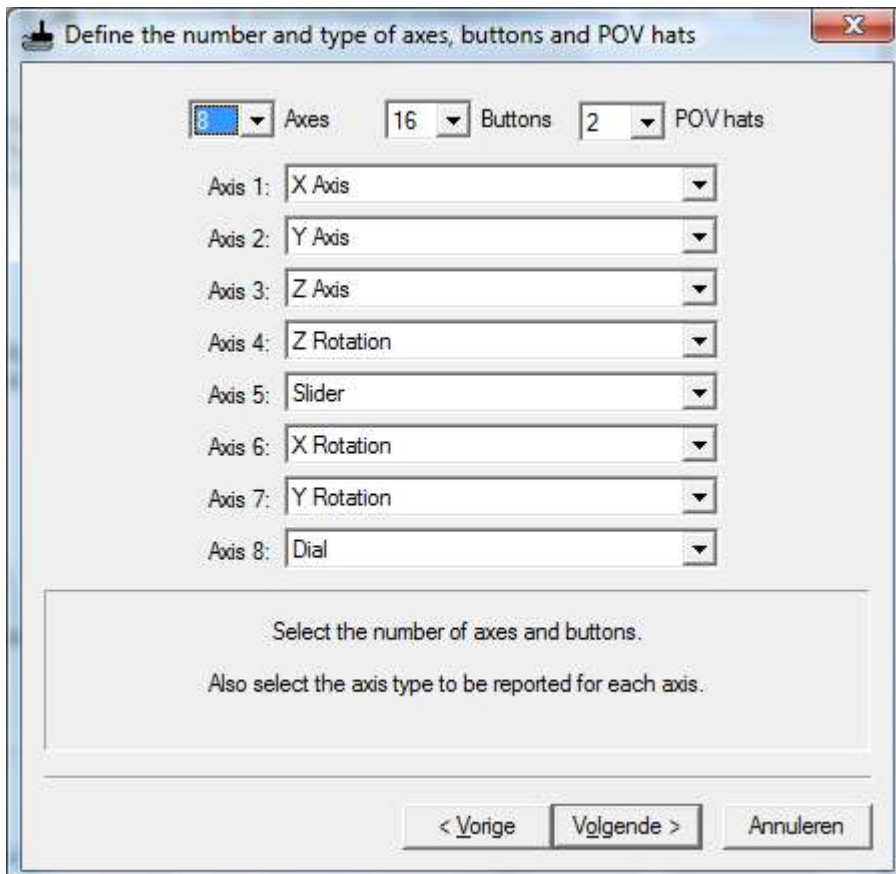 Define the number and type of axes, buttons and POV hats
8 Axes 16 Buttons 2 POV hats
Axis 1: X Axis
Axis 2: Y Axis
Axis 3: Z Axis
Axis 4: Z Rotation
Axis 5: Slider
Axis 6: X Rotation
Axis 7: Y Rotation
Axis 8: Dial
Select the number of axes and buttons.
Also select the axis type to be reported for each axis.
< Vorige Volgende > Annuleren